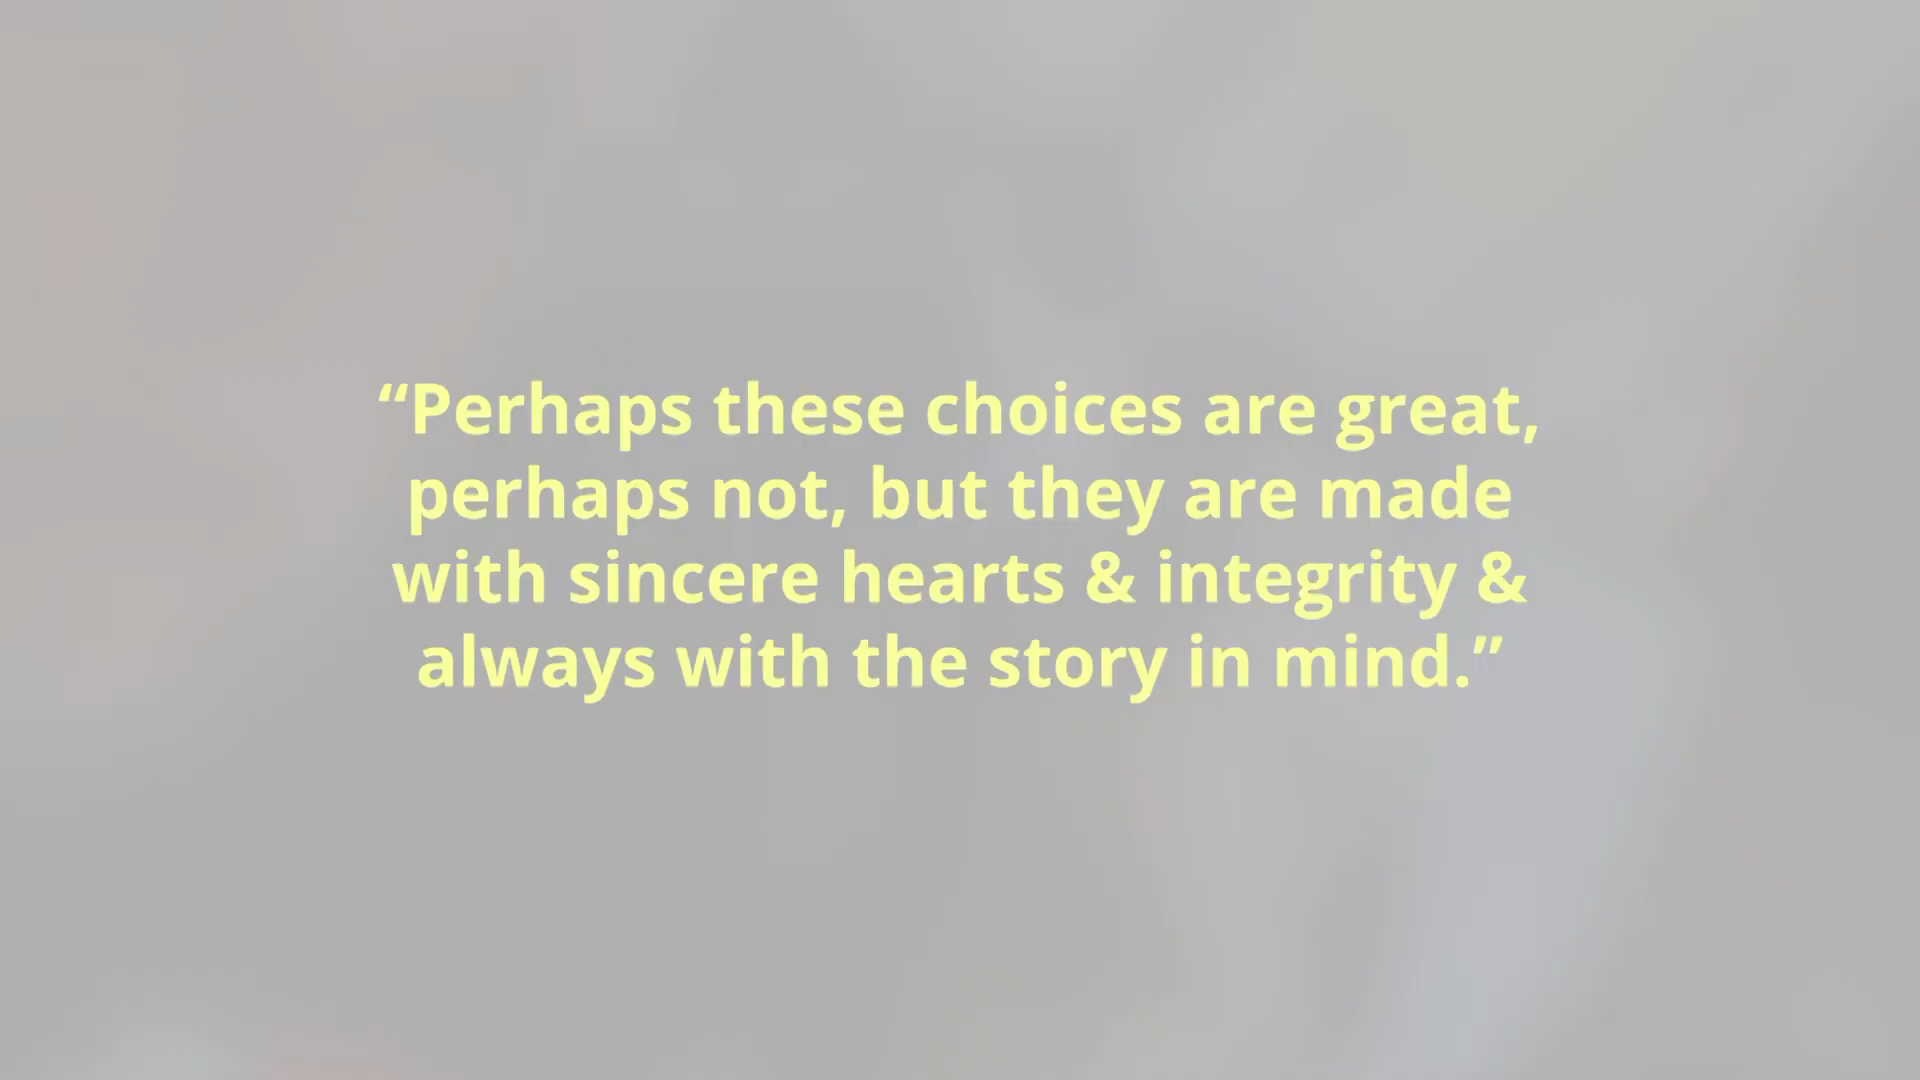 “Perhaps these choices are great,
perhaps not, but they are made
with sincere hearts & integrity &
always with the story in mind.”